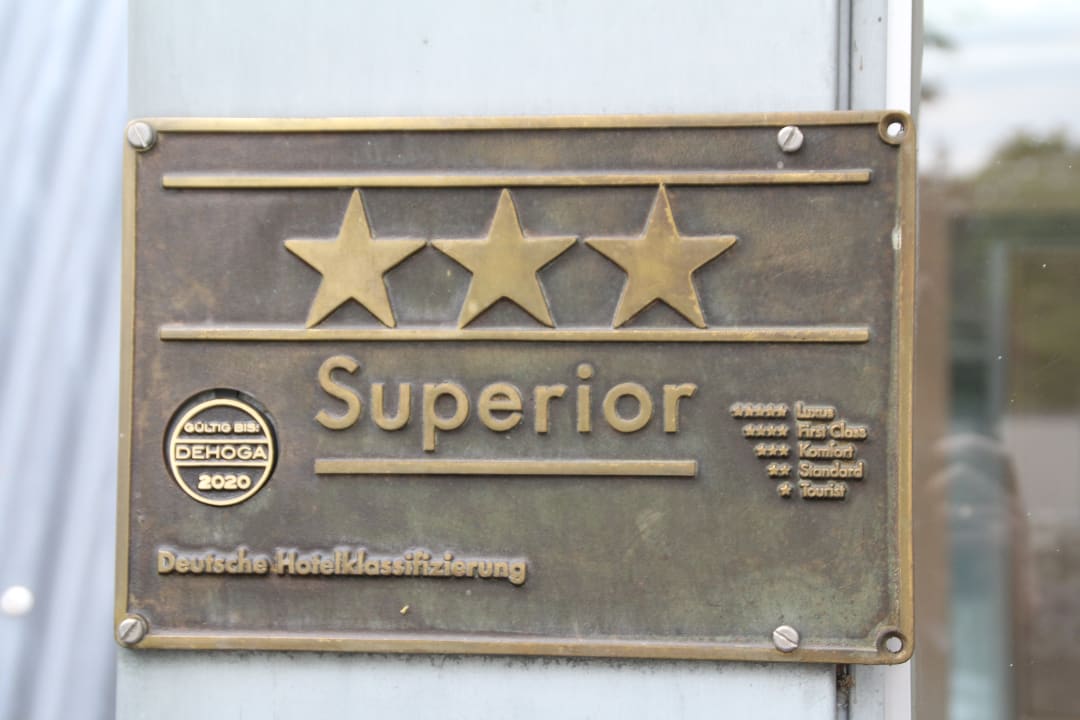 Superior
GÜLTIG BIS:
DEHOGA
2020
Luxus
First Class
Komfort
Standard
Tourist
Deutsche Hotelklassifizierung